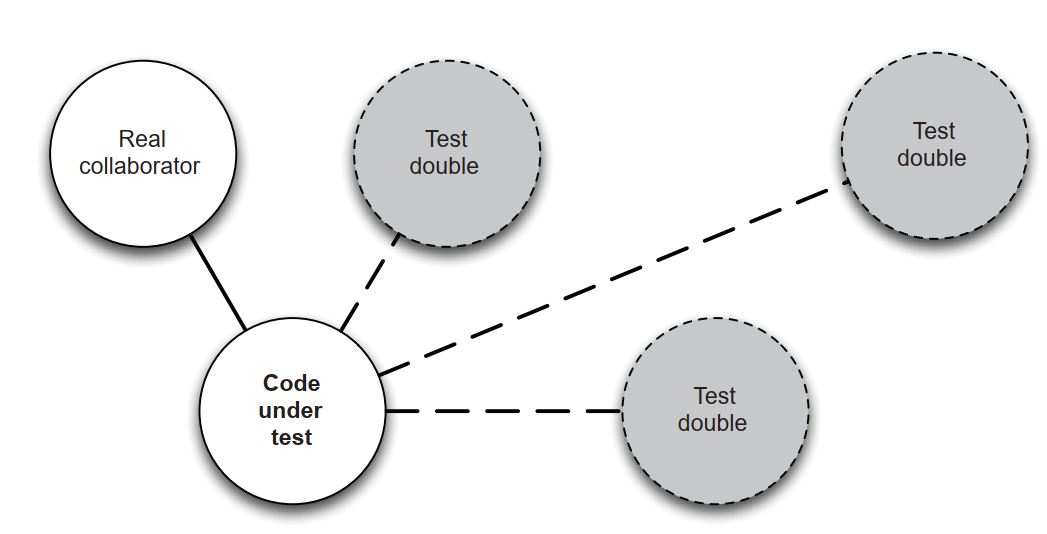 Real
collaborator
Test
double
Test
double
Code
under
test
Test
double